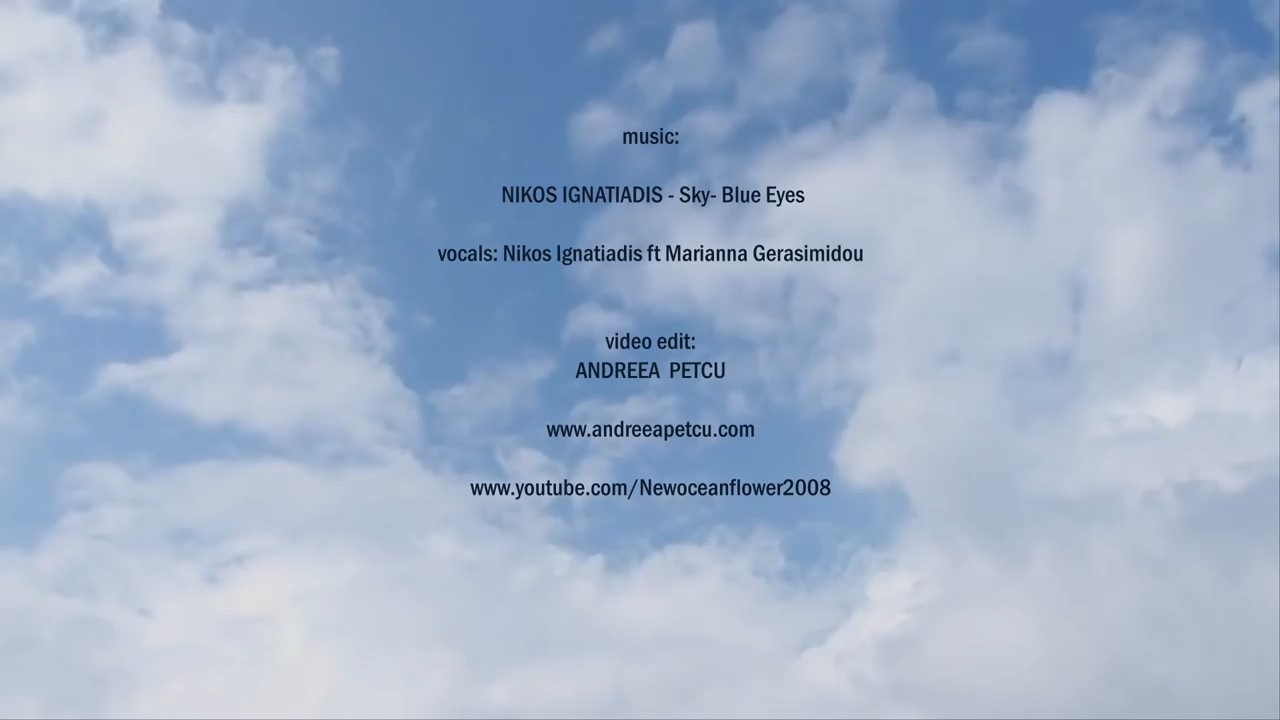 music:
NIKOS IGNATIADIS - Sky- Blue Eyes
vocals: Nikos Ignatiadis ft Marianna Gerasimidou
video edit:
ANDREEA PETCU
www.andreeapetcu.com
www.youtube.com/Newoceanflower2008